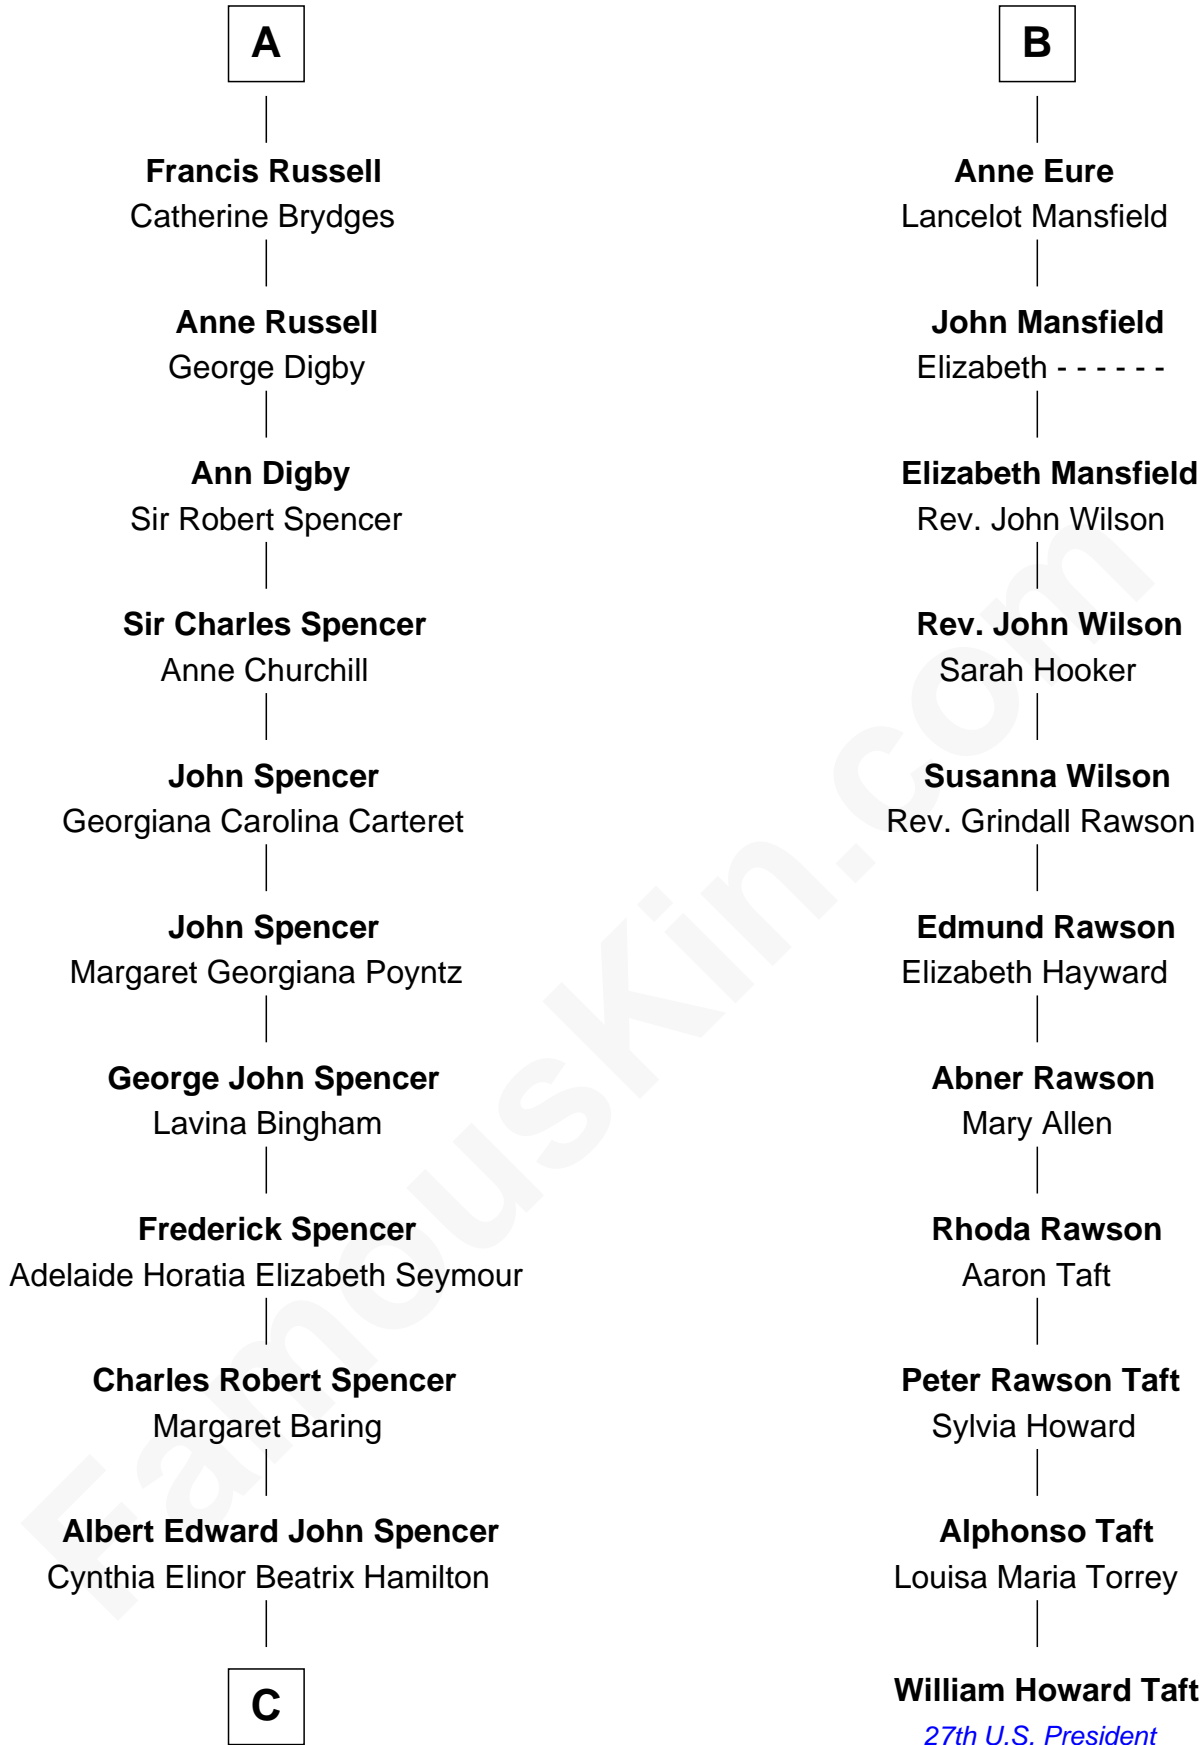 A
Francis Russell
Catherine Brydges
Anne Russell
George Digby
Ann Digby
Sir Robert Spencer
Sir Charles Spencer
Anne Churchill
John Spencer
Georgiana Carolina Carteret
John Spencer
Margaret Georgiana Poyntz
George John Spencer
Lavina Bingham
Frederick Spencer
Adelaide Horatia Elizabeth Seymour
Charles Robert Spencer
Margaret Baring
Albert Edward John Spencer
Cynthia Elinor Beatrix Hamilton
C
B
Anne Eure
Lancelot Mansfield
John Mansfield
Elizabeth - - - - - -
Elizabeth Mansfield
Rev. John Wilson
Rev. John Wilson
Sarah Hooker
Susanna Wilson
Rev. Grindall Rawson
Edmund Rawson
Elizabeth Hayward
Abner Rawson
Mary Allen
Rhoda Rawson
Aaron Taft
Peter Rawson Taft
Sylvia Howard
Alphonso Taft
Louisa Maria Torrey
William Howard Taft
27th U.S. President
FamousKin.com